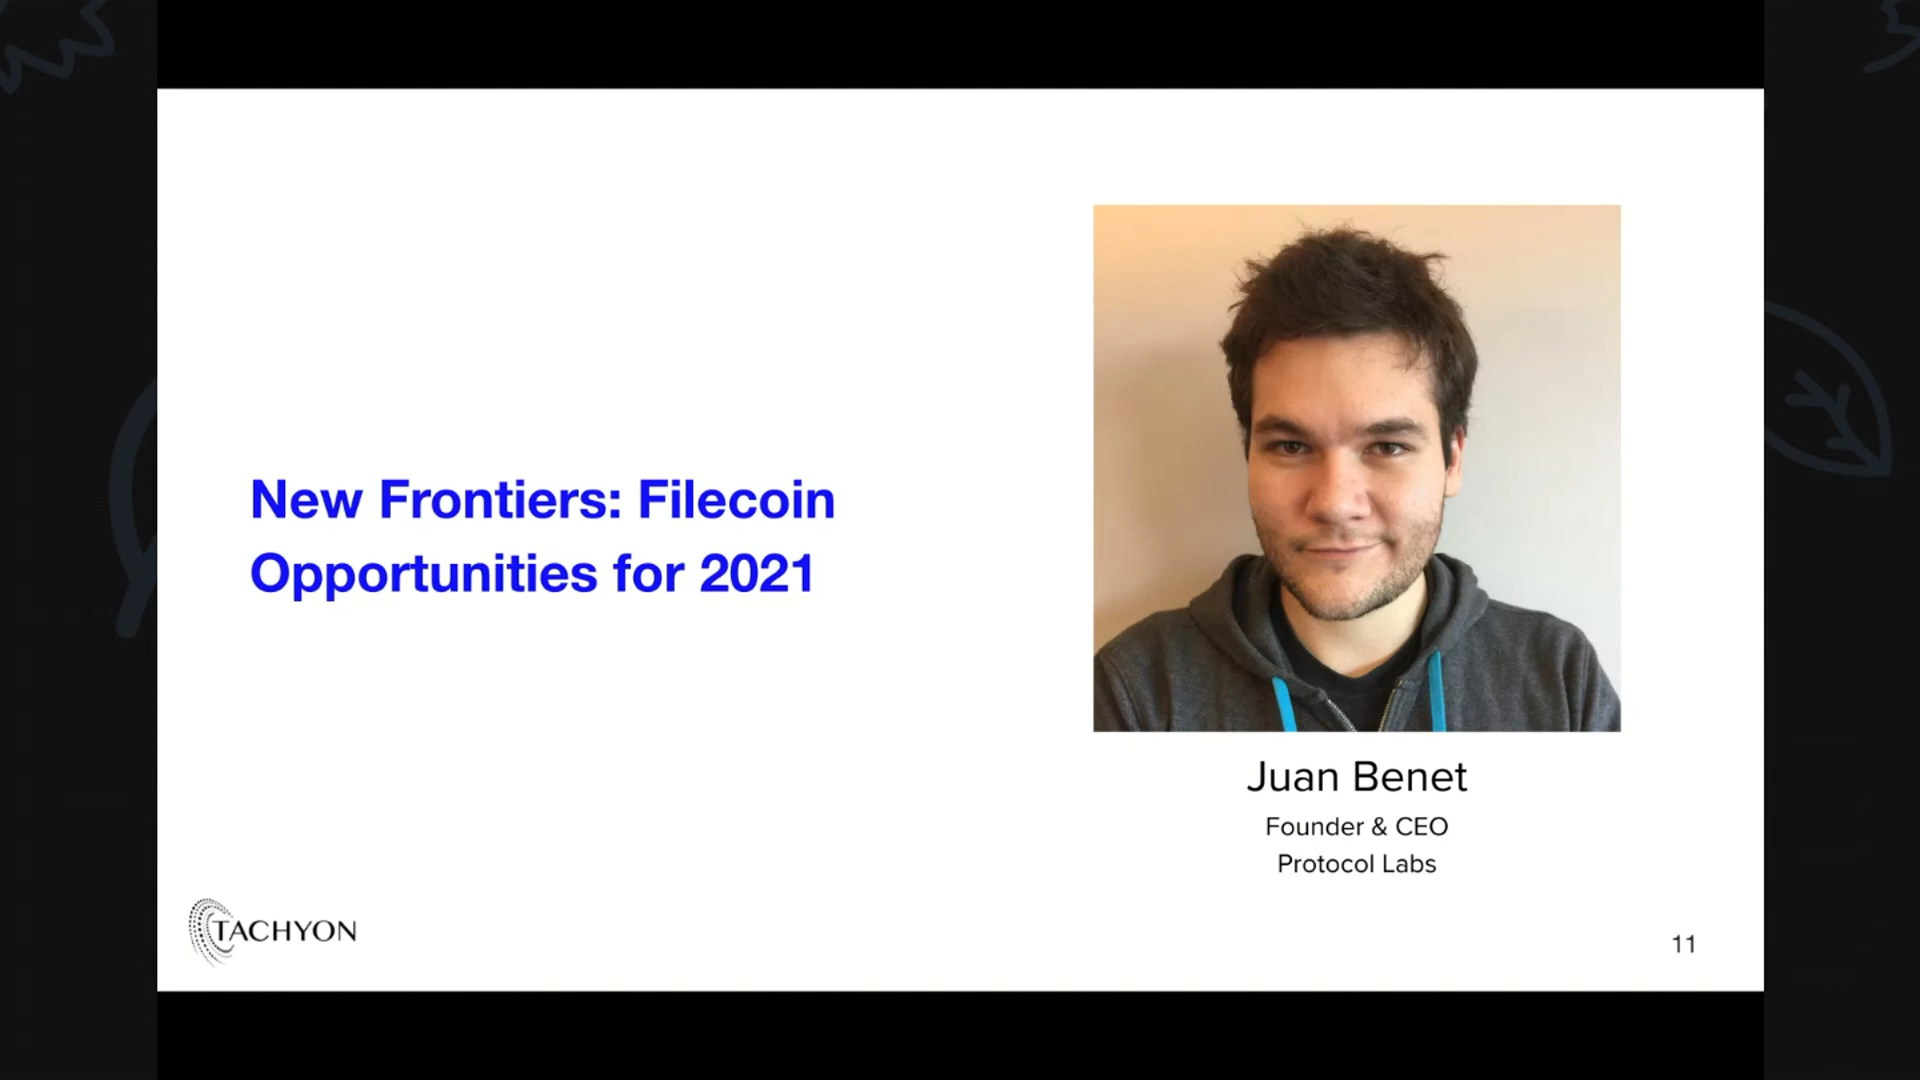 New Frontiers: Filecoin
Opportunities for 2021
Juan Benet
Founder & CEO
Protocol Labs
TACHYON
11